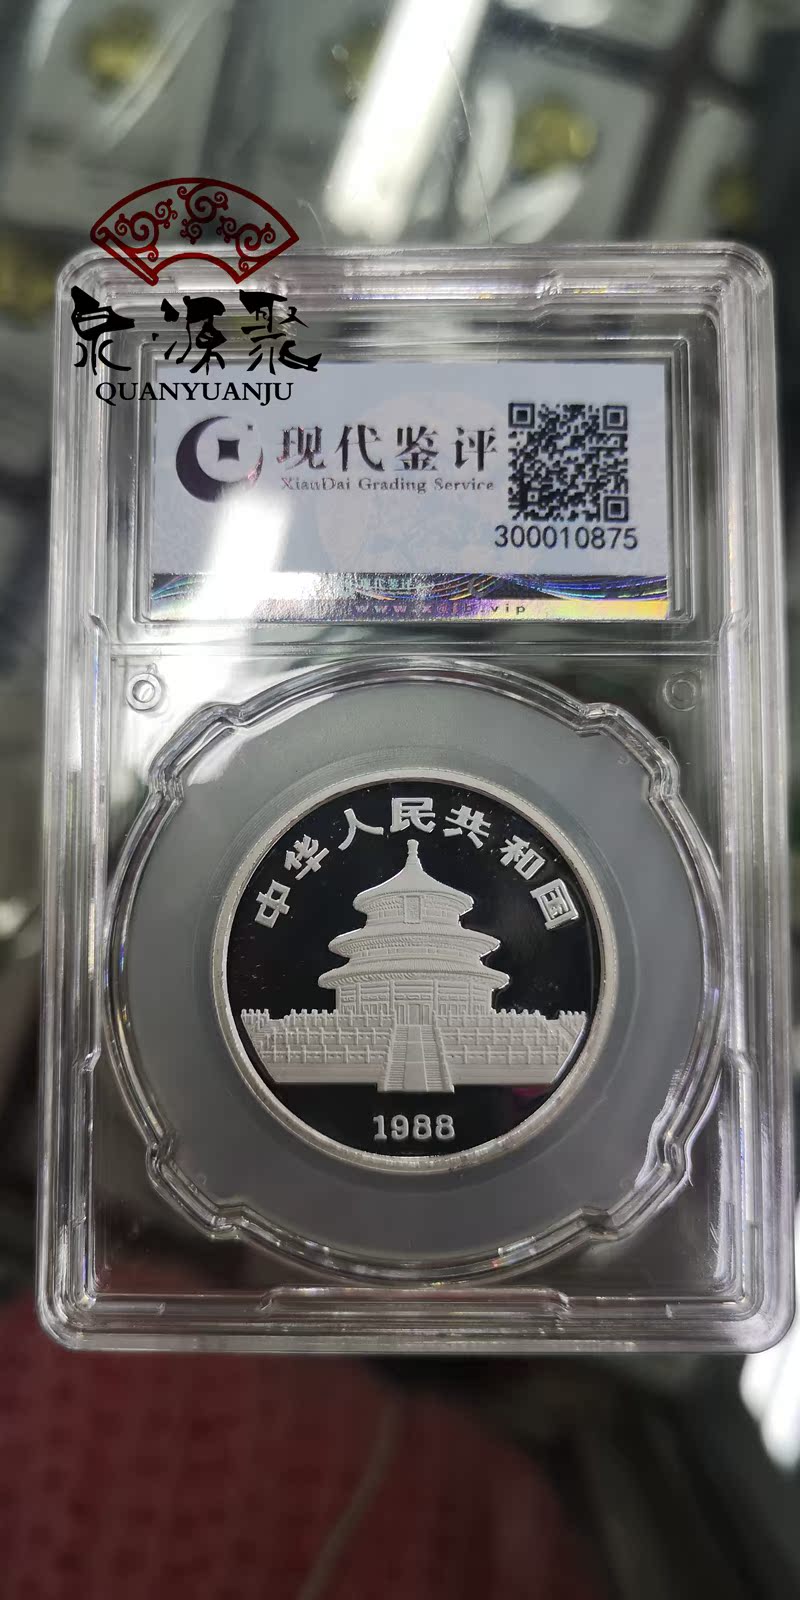 泉源聚
QUANYUANJU
现代鉴评
XianDai Grading Service
300010875
中华人民共和国
1988